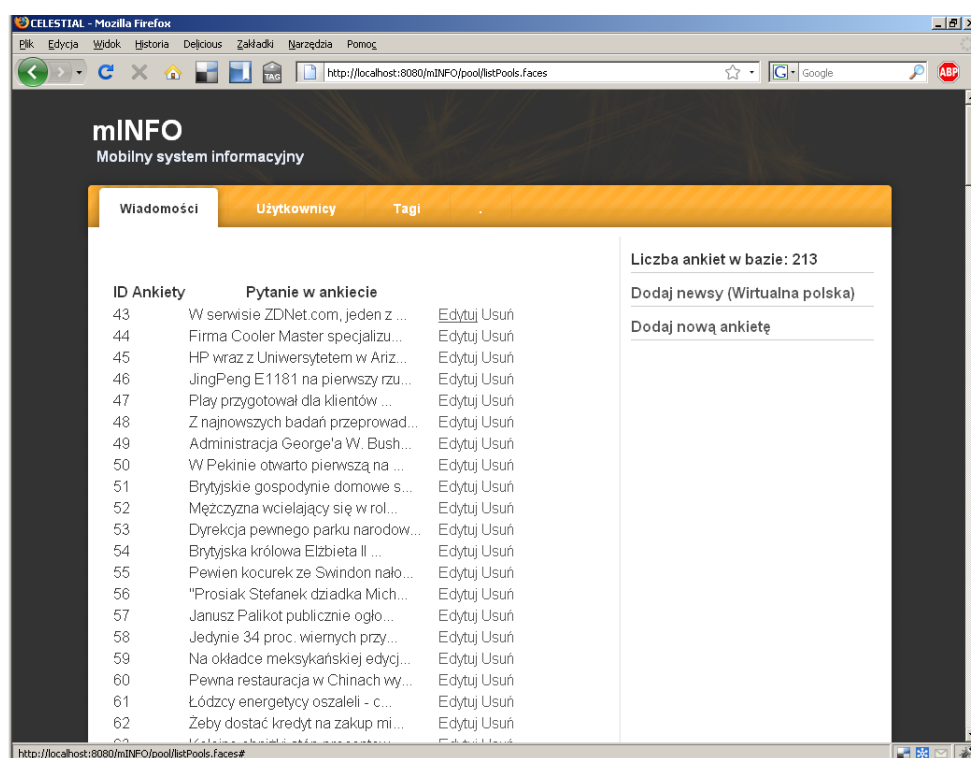 CELESTIAL - Mozilla Firefox
Plik Edycja Widok Historia Delicious Zakładki Narzędzia Pomoc
TAG http://localhost:8080/mINFO/pool/listPools.faces G Google ABP
mINFO
Mobilny system informacyjny
Wiadomości Użytkownicy Tagi .
Liczba ankiet w bazie: 213
Dodaj newsy (Wirtualna polska)
Dodaj nową ankietę
ID Ankiety Pytanie w ankiecie
43 W serwisie ZDNet.com, jeden z ... Edytuj Usuń
44 Firma Cooler Master specjalizu... Edytuj Usuń
45 HP wraz z Uniwersytetem w Ariz... Edytuj Usuń
46 JingPeng E1181 na pierwszy rzu... Edytuj Usuń
47 Play przygotował dla klientów ... Edytuj Usuń
48 Z najnowszych badań przeprowad... Edytuj Usuń
49 Administracja George'a W. Bush... Edytuj Usuń
50 W Pekinie otwarto pierwszą na ... Edytuj Usuń
51 Brytyjskie gospodynie domowe s... Edytuj Usuń
52 Mężczyzna wcielający się w rol... Edytuj Usuń
53 Dyrekcja pewnego parku narodow... Edytuj Usuń
54 Brytyjska królowa Elżbieta II ... Edytuj Usuń
55 Pewien kocurek ze Swindon nało... Edytuj Usuń
56 "Prosiak Stefanek dziadka Mich... Edytuj Usuń
57 Janusz Palikot publicznie ogło... Edytuj Usuń
58 Jedynie 34 proc. wiernych przy... Edytuj Usuń
59 Na okładce meksykańskiej edycj... Edytuj Usuń
60 Pewna restauracja w Chinach wy... Edytuj Usuń
61 Łódzcy energetycy oszaleli - c... Edytuj Usuń
62 Żeby dostać kredyt na zakup mi... Edytuj Usuń
http://localhost:8080/mINFO/pool/listPools.faces#